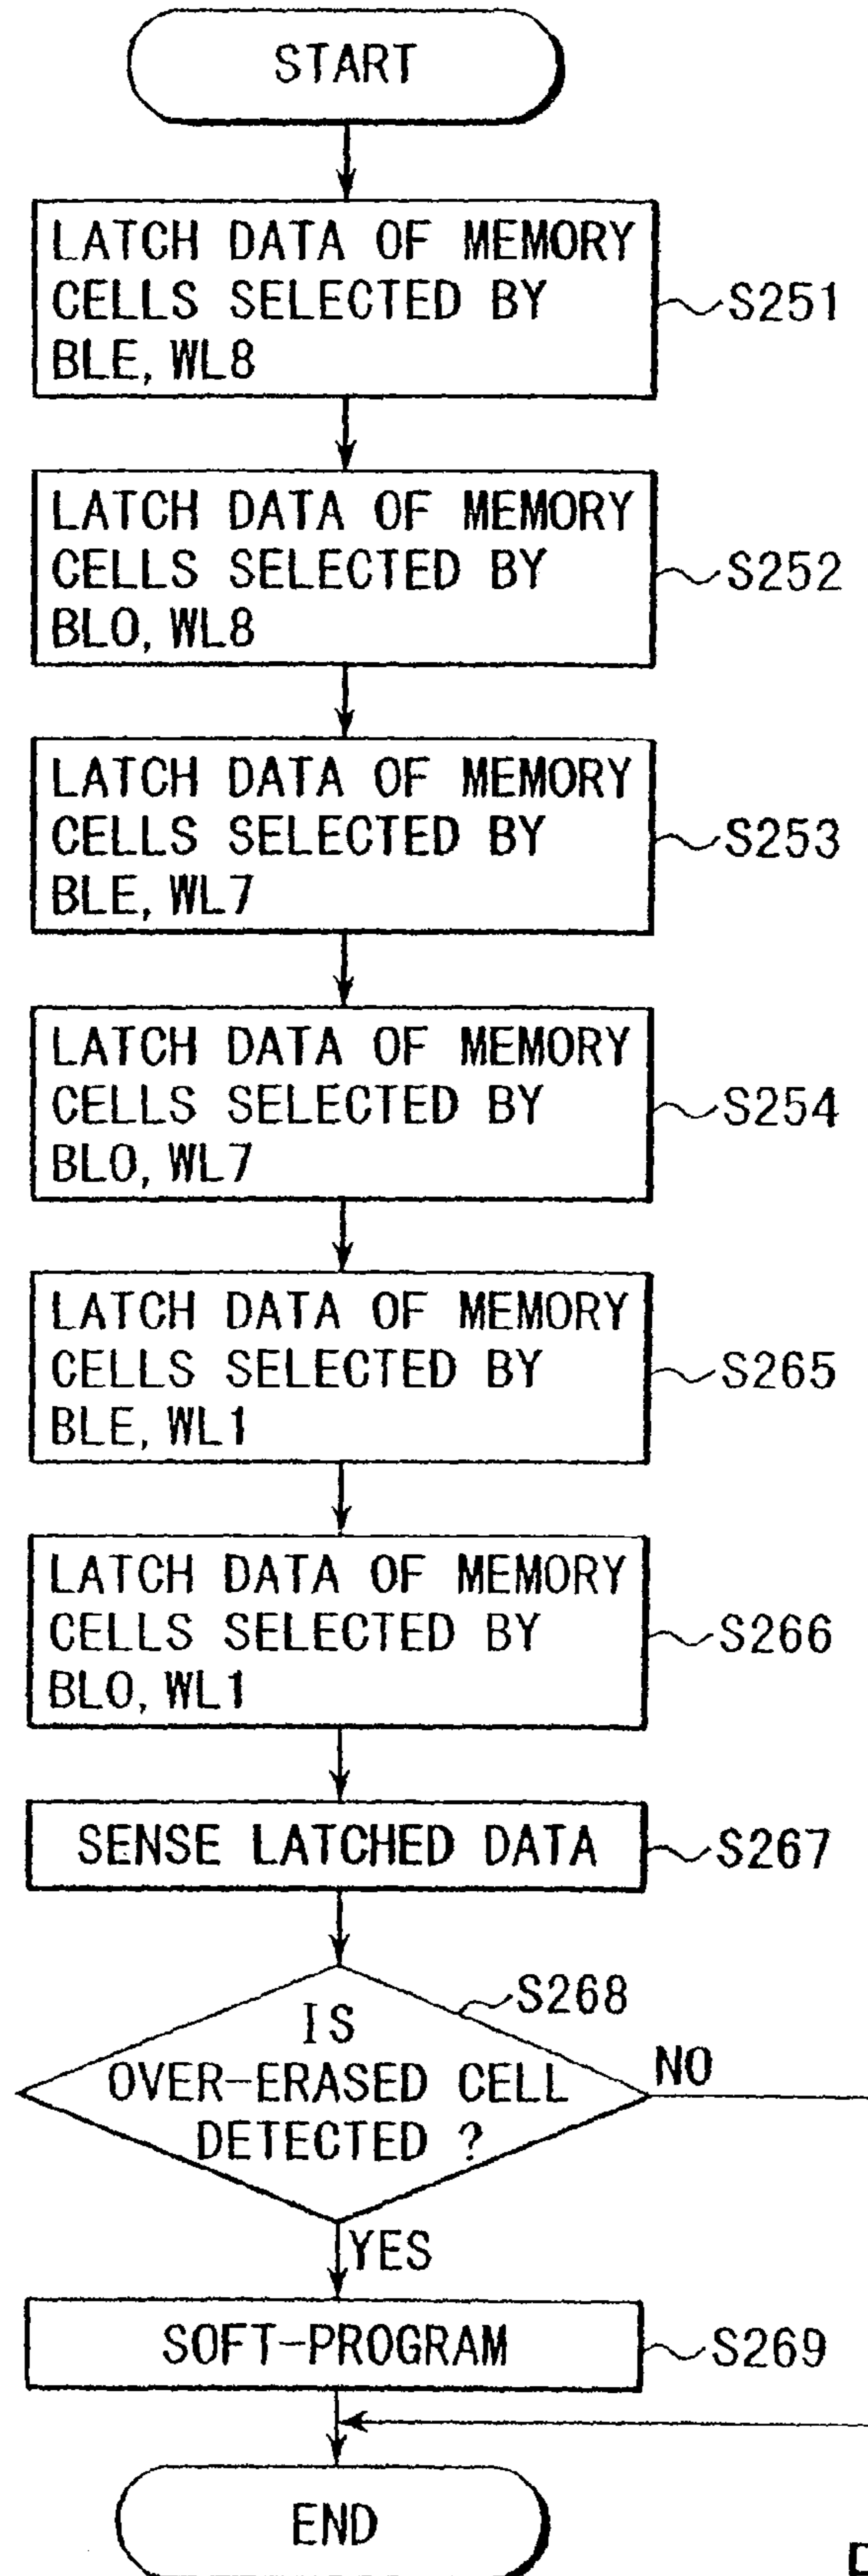 START
LATCH DATA OF MEMORY
CELLS SELECTED BY
BLE, WL8
S251
LATCH DATA OF MEMORY
CELLS SELECTED BY
BLO, WL8
S252
LATCH DATA OF MEMORY
CELLS SELECTED BY
BLE, WL7
S253
LATCH DATA OF MEMORY
CELLS SELECTED BY
BLO, WL7
S254
LATCH DATA OF MEMORY
CELLS SELECTED BY
BLE, WL1
S265
LATCH DATA OF MEMORY
CELLS SELECTED BY
BLO, WL1
S266
SENSE LATCHED DATA
S267
S268
IS
OVER-ERASED CELL
DETECTED ?
NO
YES
SOFT-PROGRAM
S269
END